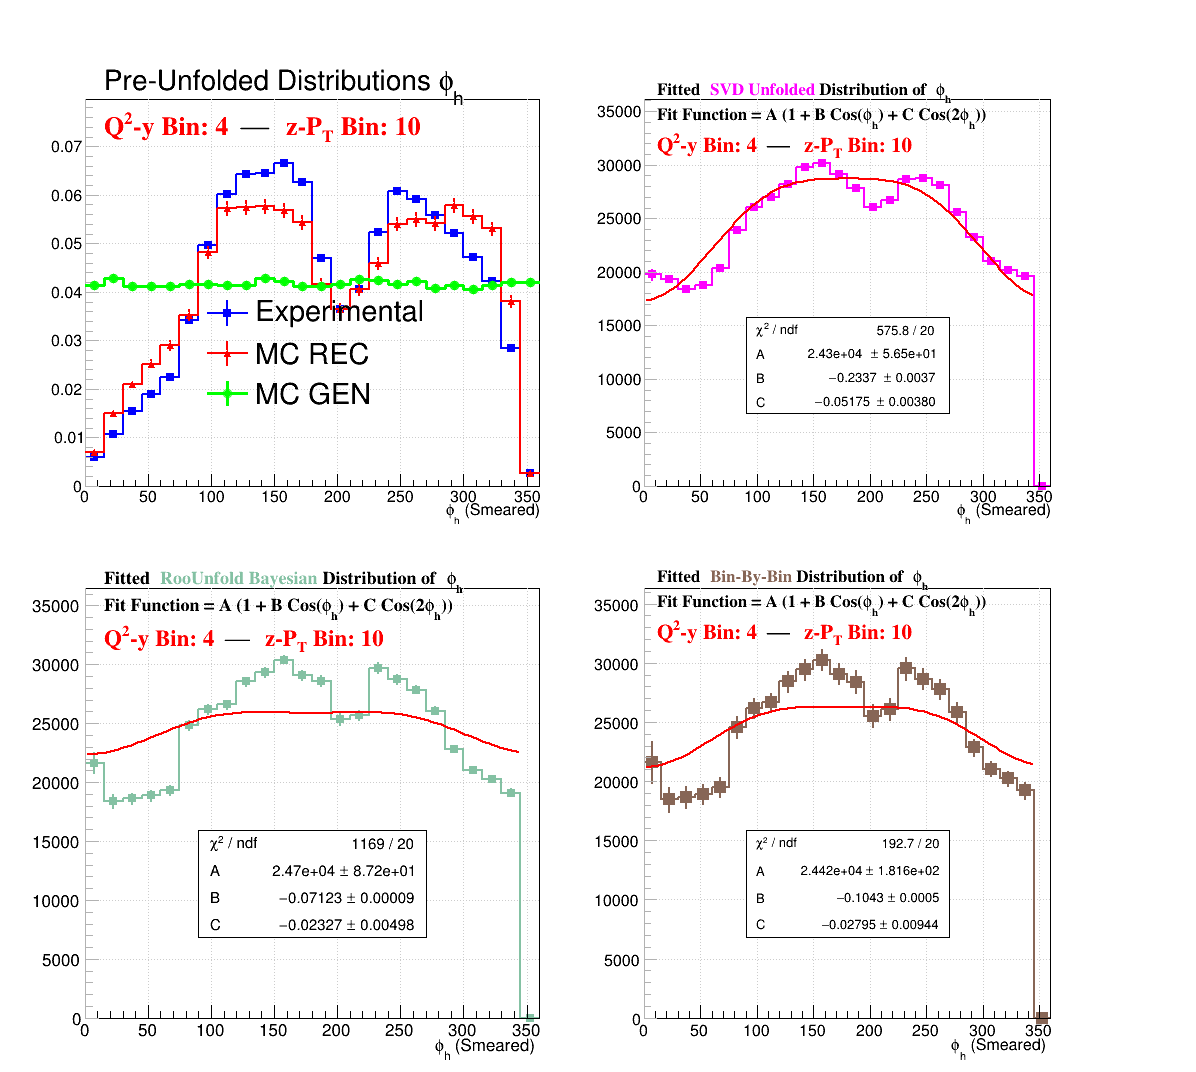 Pre-Unfolded Distributions ϕh
Q²-y Bin: 4 — z-PT Bin: 10
0.07
0.06
0.05
0.04
0.03
0.02
0.01
0
Experimental
MC REC
MC GEN
0 50 100 150 200 250 300 350
ϕh (Smeared)
Fitted SVD Unfolded Distribution of ϕh
Fit Function = A (1 + B Cos(ϕh) + C Cos(2ϕh))
Q²-y Bin: 4 — z-PT Bin: 10
35000
30000
25000
20000
15000
10000
5000
0
χ² / ndf 575.8 / 20
A 2.43e+04 ± 5.65e+01
B −0.2337 ± 0.0037
C −0.05175 ± 0.00380
0 50 100 150 200 250 300 350
ϕh (Smeared)
Fitted RooUnfold Bayesian Distribution of ϕh
Fit Function = A (1 + B Cos(ϕh) + C Cos(2ϕh))
Q²-y Bin: 4 — z-PT Bin: 10
35000
30000
25000
20000
15000
10000
5000
0
χ² / ndf 1169 / 20
A 2.47e+04 ± 8.72e+01
B −0.07123 ± 0.00009
C −0.02327 ± 0.00498
0 50 100 150 200 250 300 350
ϕh (Smeared)
Fitted Bin-By-Bin Distribution of ϕh
Fit Function = A (1 + B Cos(ϕh) + C Cos(2ϕh))
Q²-y Bin: 4 — z-PT Bin: 10
35000
30000
25000
20000
15000
10000
5000
0
χ² / ndf 192.7 / 20
A 2.442e+04 ± 1.816e+02
B −0.1043 ± 0.0005
C −0.02795 ± 0.00944
0 50 100 150 200 250 300 350
ϕh (Smeared)